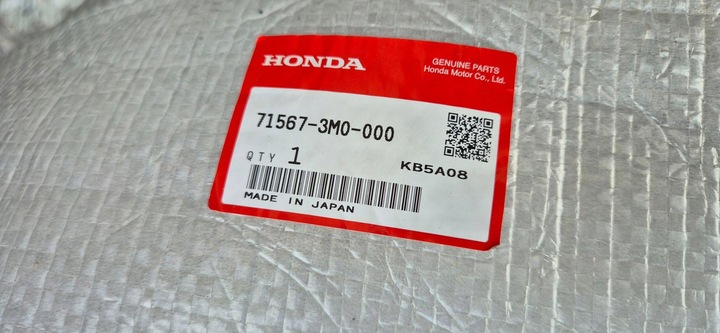 HONDA
GENUINE PARTS
Honda Motor Co., Ltd.
71567-3M0-000
QTY 1
KB5A08
MADE IN JAPAN